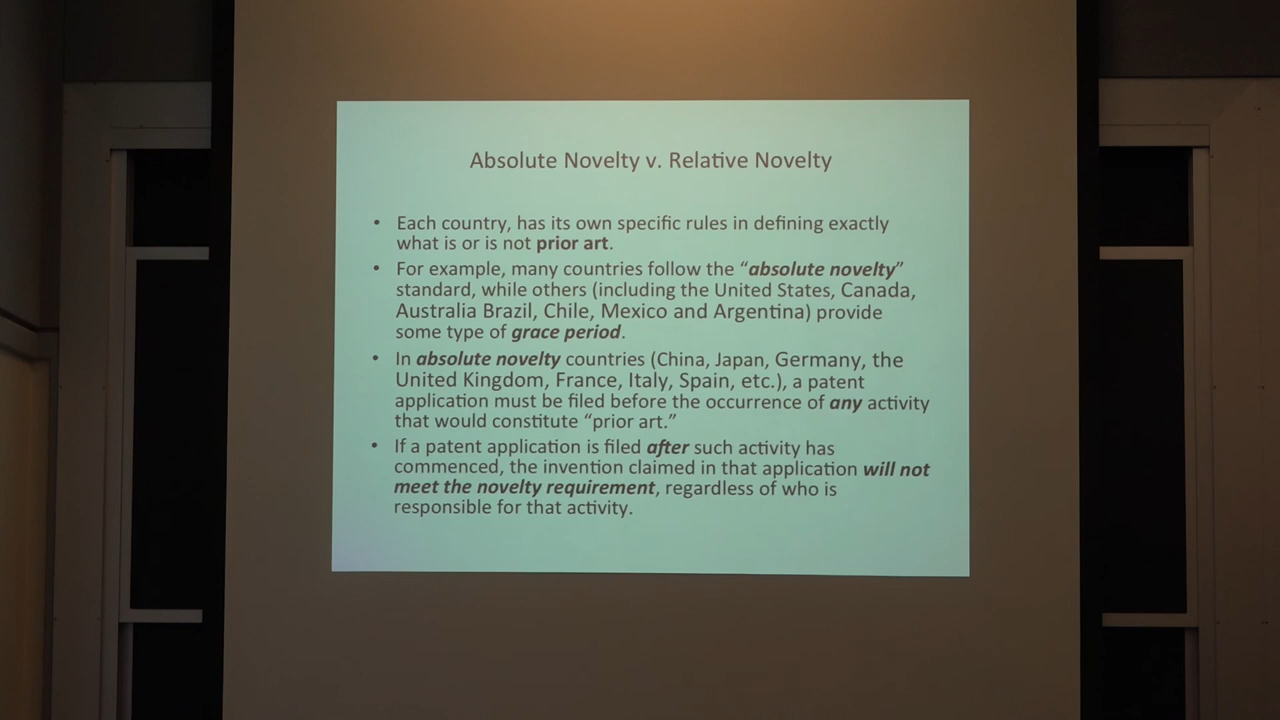 Absolute Novelty v. Relative Novelty
• Each country, has its own specific rules in defining exactly
what is or is not prior art.
• For example, many countries follow the “absolute novelty”
standard, while others (including the United States, Canada,
Australia Brazil, Chile, Mexico and Argentina) provide
some type of grace period.
• In absolute novelty countries (China, Japan, Germany, the
United Kingdom, France, Italy, Spain, etc.), a patent
application must be filed before the occurrence of any activity
that would constitute “prior art.”
• If a patent application is filed after such activity has
commenced, the invention claimed in that application will not
meet the novelty requirement, regardless of who is
responsible for that activity.